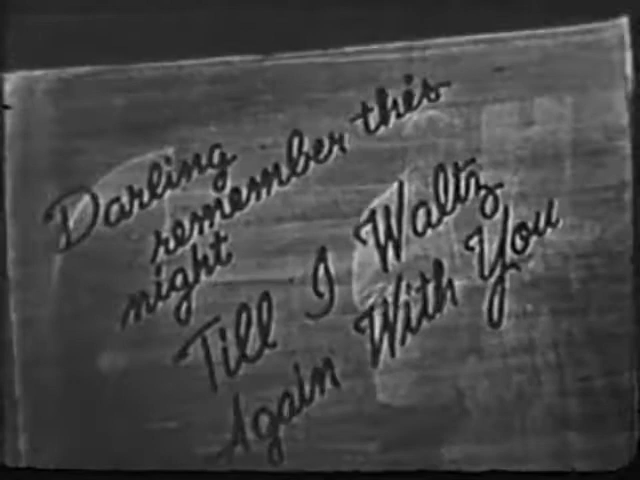 Darling
remember this
night
Till I Waltz
Again With You